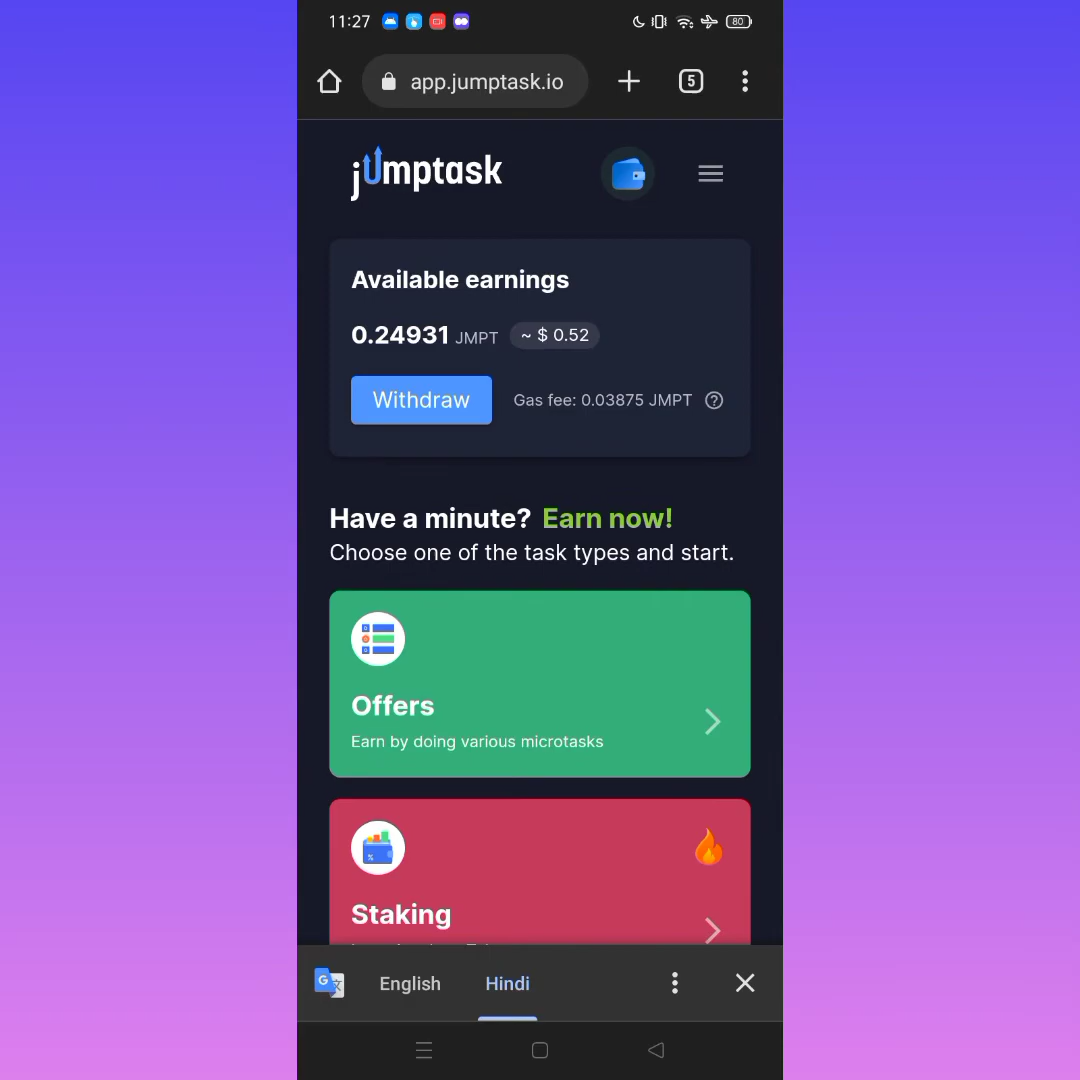 11:27
80
app.jumptask.io
5
jumptask
Available earnings
0.24931 JMPT ~ $ 0.52
Withdraw
Gas fee: 0.03875 JMPT ?
Have a minute? Earn now!
Choose one of the task types and start.
Offers
Earn by doing various microtasks
%
Staking
G 文
English
Hindi